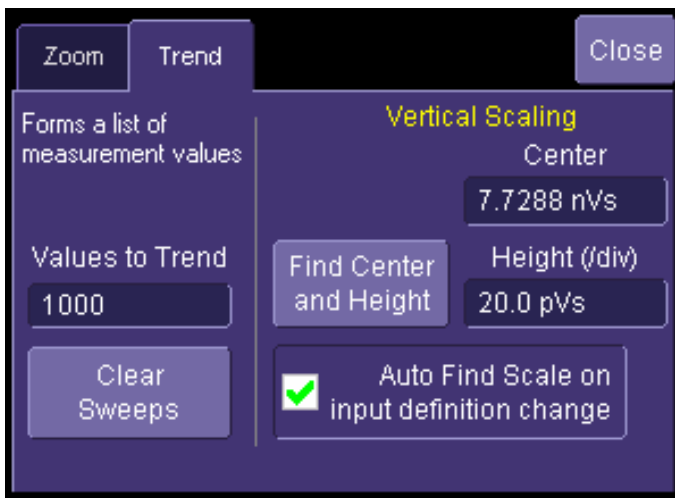 Zoom
Trend
Close
Forms a list of
measurement values
Values to Trend
1000
Clear
Sweeps
Vertical Scaling
Center
7.7288 nVs
Find Center
and Height
Height (/div)
20.0 pVs
Auto Find Scale on
input definition change